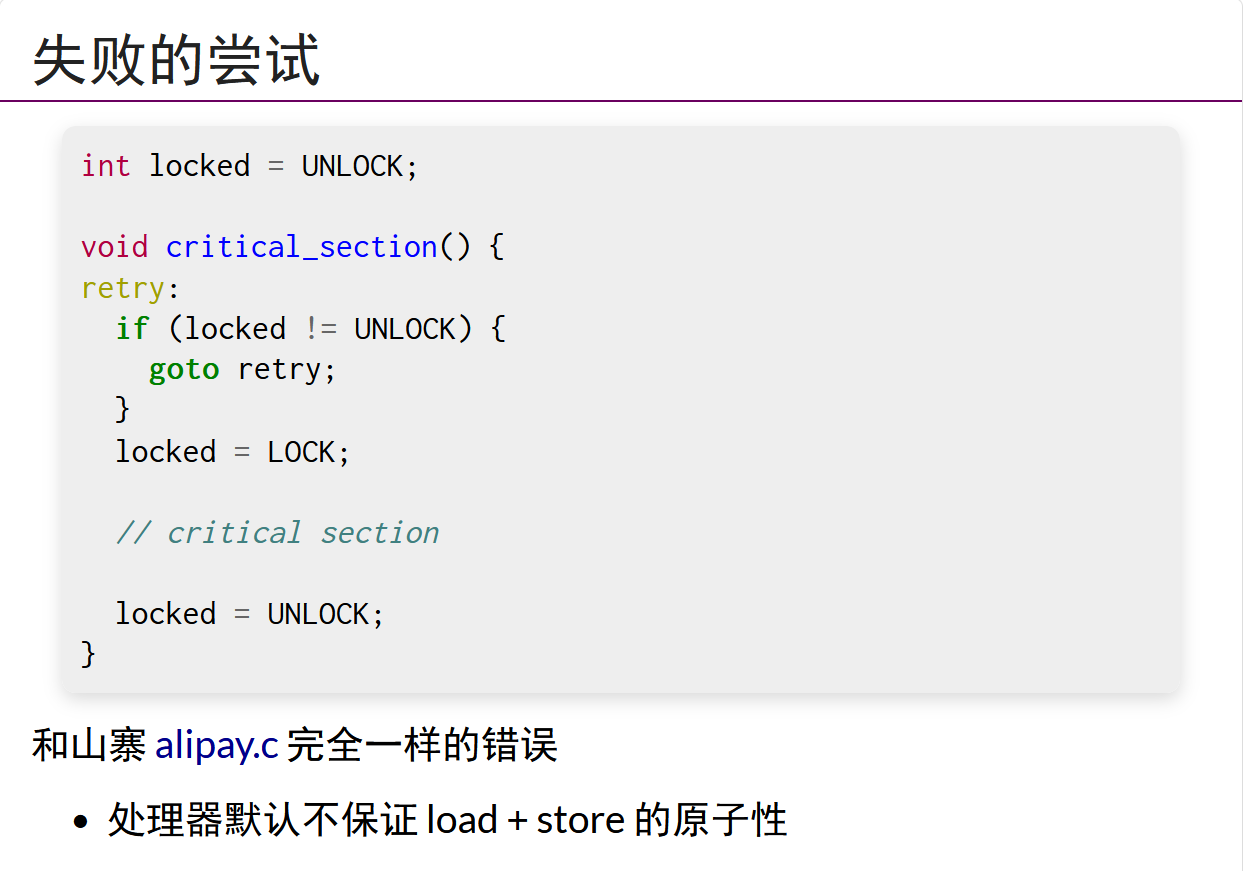 失败的尝试
int locked = UNLOCK;
void critical_section() {
retry:
  if (locked != UNLOCK) {
    goto retry;
  }
  locked = LOCK;
  // critical section
  locked = UNLOCK;
}
和山寨 alipay.c 完全一样的错误
• 处理器默认不保证 load + store 的原子性